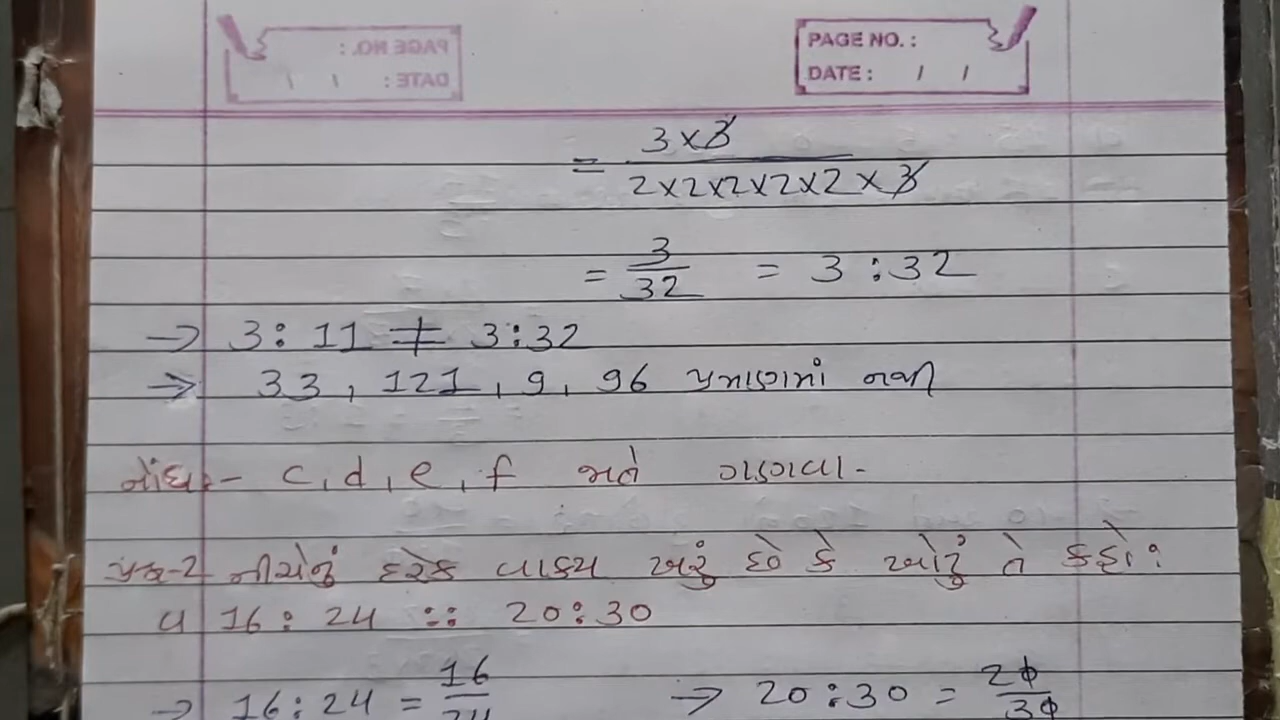 PAGE NO. :
DATE : / /
= 3 × 3 / 2×2×2×2×2×3
= 3/32 = 3 : 32
→ 3 : 11 ≠ 3 : 32
→ 33 , 121 , 9 , 96 પ્રમાણમાં નથી
નોંધ :- c, d, e, f જાતે ગણવા -
પ્રશ્ન-2 નીચેનું દરેક વાક્ય ખરું છે કે ખોટું તે કહો ?
16 : 24 :: 20 : 30
→ 16 : 24 = 16/24 → 20 : 30 = 20/30